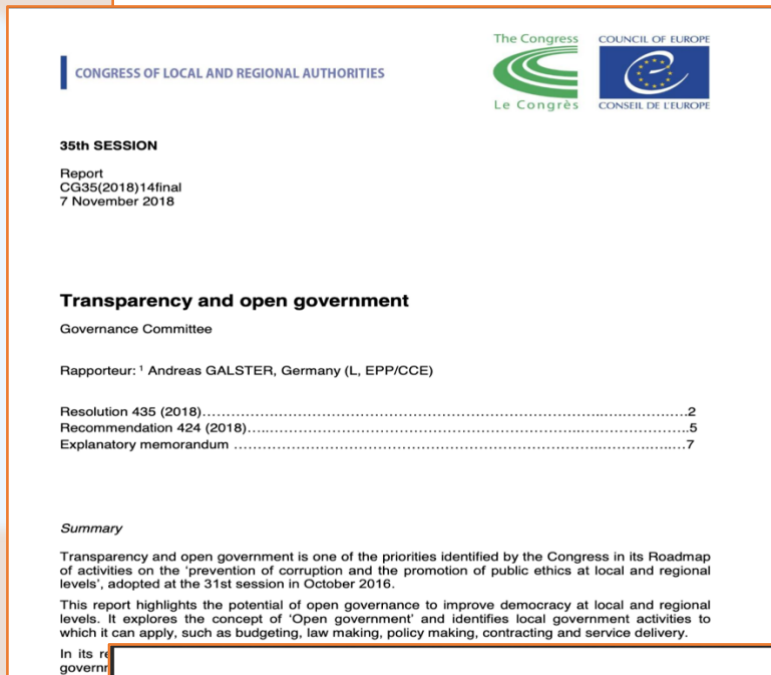 The Congress COUNCIL OF EUROPE
CONGRESS OF LOCAL AND REGIONAL AUTHORITIES
Le Congrès CONSEIL DE L'EUROPE
35th SESSION
Report
CG35(2018)14final
7 November 2018
Transparency and open government
Governance Committee
Rapporteur: ¹ Andreas GALSTER, Germany (L, EPP/CCE)
Resolution 435 (2018)……………………………………………………………………………………2
Recommendation 424 (2018)………………………………………………………………………………5
Explanatory memorandum ………………………………………………………………………………7
Summary
Transparency and open government is one of the priorities identified by the Congress in its Roadmap
of activities on the 'prevention of corruption and the promotion of public ethics at local and regional
levels', adopted at the 31st session in October 2016.
This report highlights the potential of open governance to improve democracy at local and regional
levels. It explores the concept of 'Open government' and identifies local government activities to
which it can apply, such as budgeting, law making, policy making, contracting and service delivery.
In its